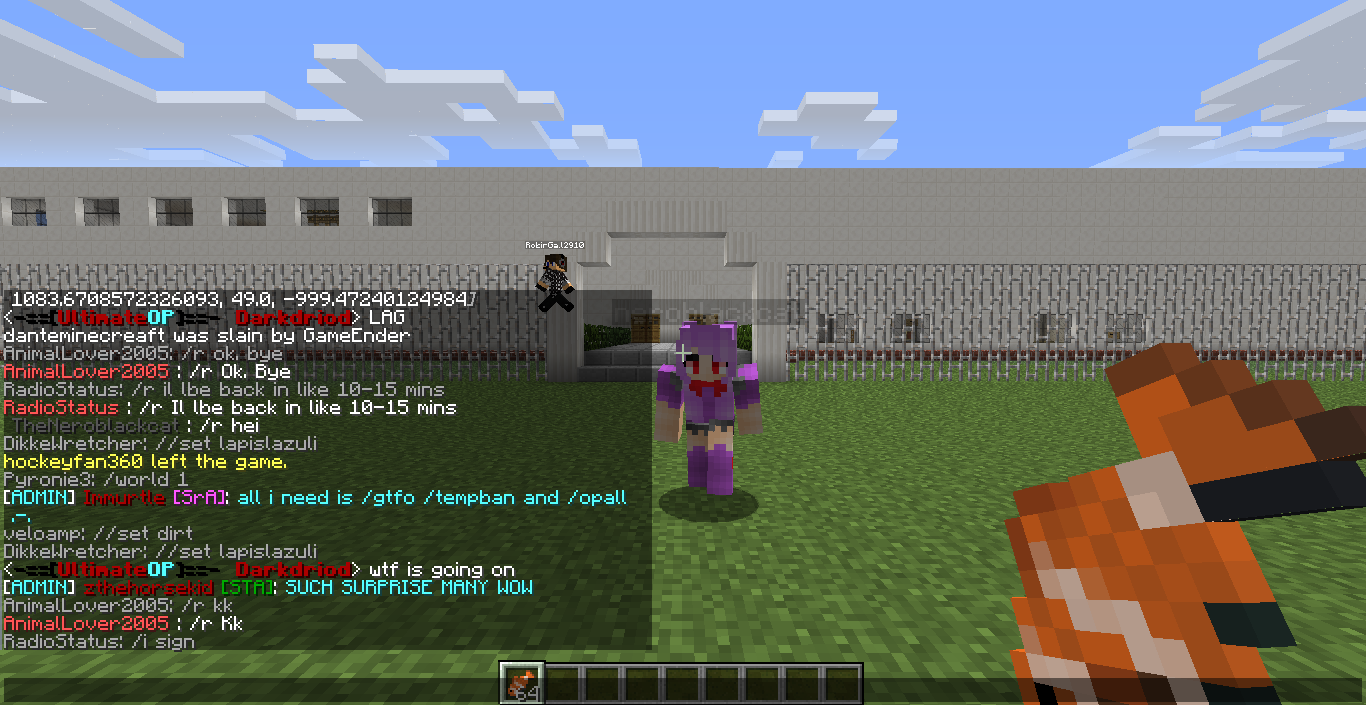 RobinGal2910
1083.6708572326093, 49.0, -999.472401249847
<-==[UltimateOP]==- Darkdriod> LAG
danteminecreaft was slain by GameEnder
AnimalLover2005: /r ok. bye
AnimalLover2005 : /r Ok. Bye
RadioStatus: /r il lbe back in like 10-15 mins
RadioStatus : /r Il lbe back in like 10-15 mins
TheNeroblackcat : /r hei
DikkeWretcher: //set lapislazuli
hockeyfan360 left the game.
Pyronie3: /world 1
[ADMIN] Immurtle [SrA]: all i need is /gtfo /tempban and /opall
.-.
veloamp: //set dirt
DikkeWretcher: //set lapislazuli
<-==[UltimateOP]==- Darkdriod> wtf is going on
[ADMIN] zthehorsekid [STA]: SUCH SURPRISE MANY WOW
AnimalLover2005: /r kk
AnimalLover2005 : /r Kk
RadioStatus: /i sign
64